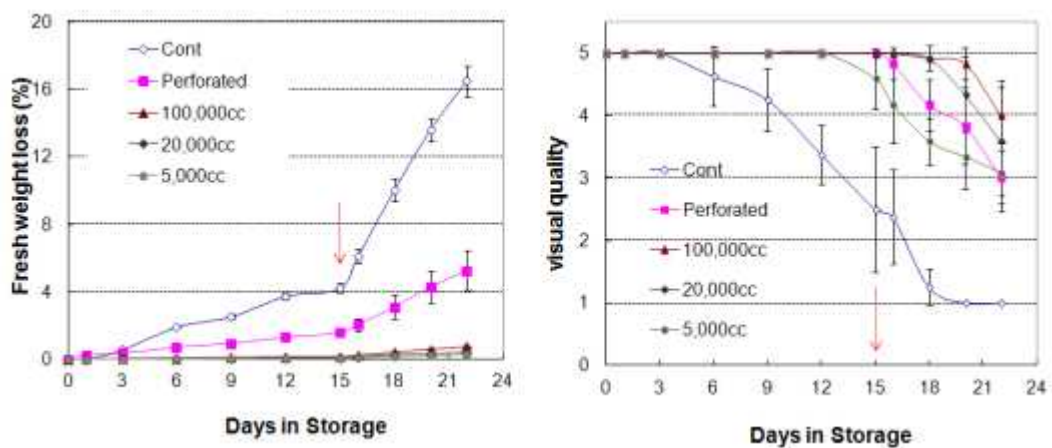 20
16
12
8
4
0
Fresh weight loss (%)
Cont
Perforated
100,000cc
20,000cc
5,000cc
0 3 6 9 12 15 18 21 24
Days in Storage
6
5
4
3
2
1
0
visual quality
Cont
Perforated
100,000cc
20,000cc
5,000cc
0 3 6 9 12 15 18 21 24
Days in Storage